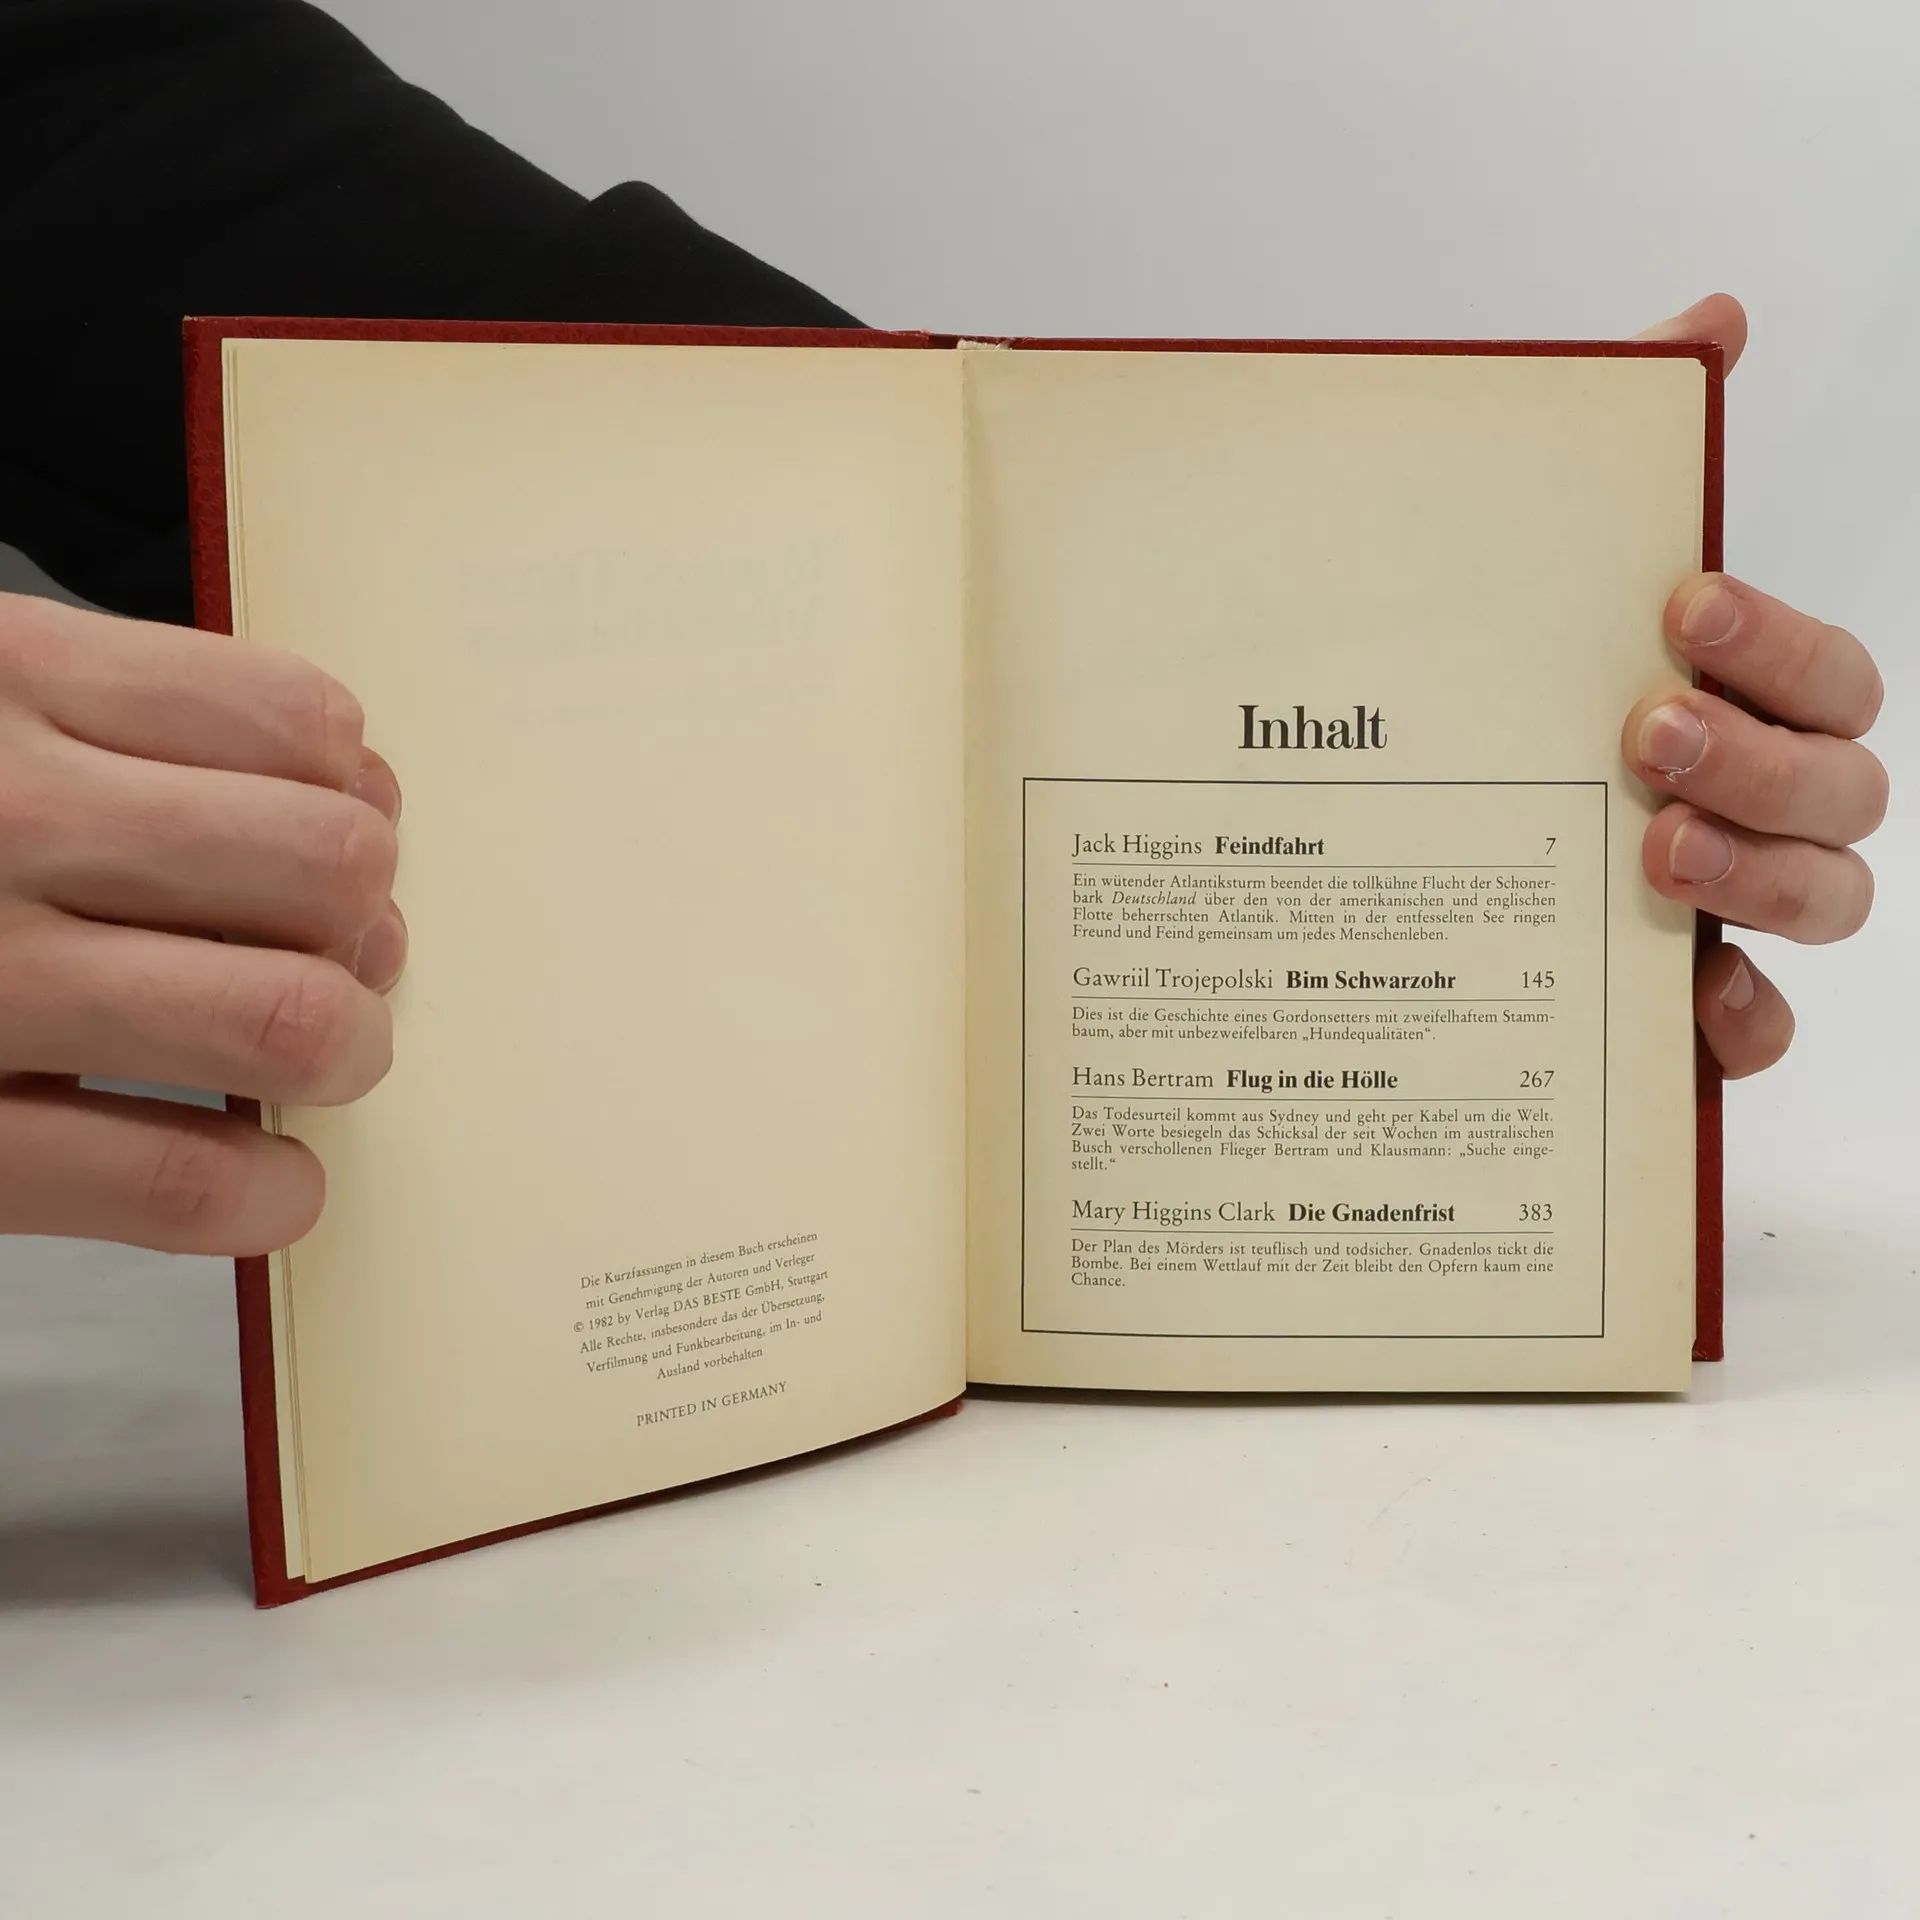 Die Kurzfassungen in diesem Buch erscheinen
mit Genehmigung der Autoren und Verleger
© 1982 by Verlag DAS BESTE GmbH, Stuttgart
Alle Rechte, insbesondere das der Übersetzung,
Verfilmung und Funkbearbeitung, im In- und
Ausland vorbehalten
PRINTED IN GERMANY
Inhalt
Jack Higgins Feindfahrt 7
Ein wütender Atlantiksturm beendet die tollkühne Flucht der Schoner-
bark Deutschland über den von der amerikanischen und englischen
Flotte beherrschten Atlantik. Mitten in der entfesselten See ringen
Freund und Feind gemeinsam um jedes Menschenleben.
Gawriil Trojepolski Bim Schwarzohr 145
Dies ist die Geschichte eines Gordonsetters mit zweifelhaftem Stamm-
baum, aber mit unbezweifelbaren „Hundequalitäten“.
Hans Bertram Flug in die Hölle 267
Das Todesurteil kommt aus Sydney und geht per Kabel um die Welt.
Zwei Worte besiegeln das Schicksal der seit Wochen im australischen
Busch verschollenen Flieger Bertram und Klausmann: „Suche einge-
stellt.“
Mary Higgins Clark Die Gnadenfrist 383
Der Plan des Mörders ist teuflisch und todsicher. Gnadenlos tickt die
Bombe. Bei einem Wettlauf mit der Zeit bleibt den Opfern kaum eine
Chance.